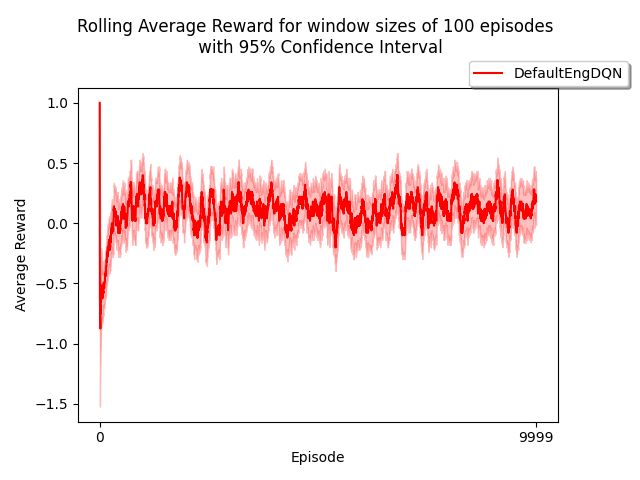 Rolling Average Reward for window sizes of 100 episodes
with 95% Confidence Interval
DefaultEngDQN
1.0
0.5
0.0
−0.5
−1.0
−1.5
Average Reward
0
9999
Episode